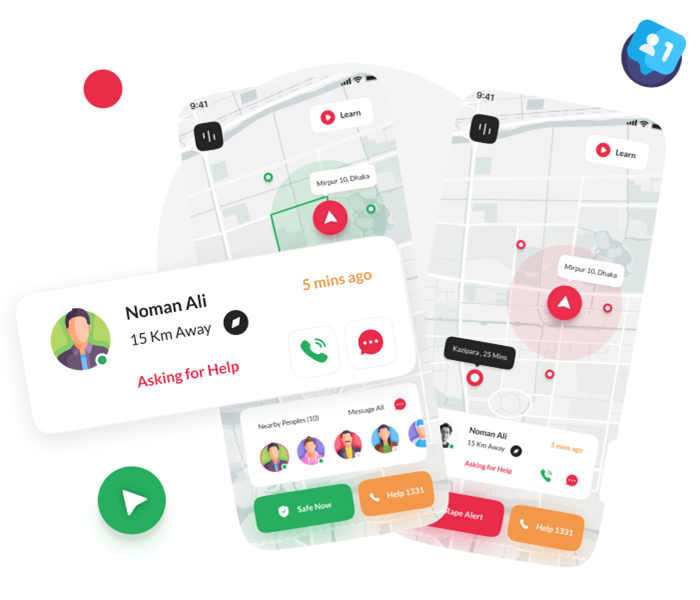 9:41
Learn
Mirpur 10, Dhaka
Noman Ali
5 mins ago
15 Km Away
Asking for Help
Nearby Peoples (10)
Message All
Safe Now
Help 1331
9:41
Learn
Mirpur 10, Dhaka
Kazipara , 25 Mins
Noman Ali
5 mins ago
15 Km Away
Asking for Help
Rape Alert
Help 1331
1